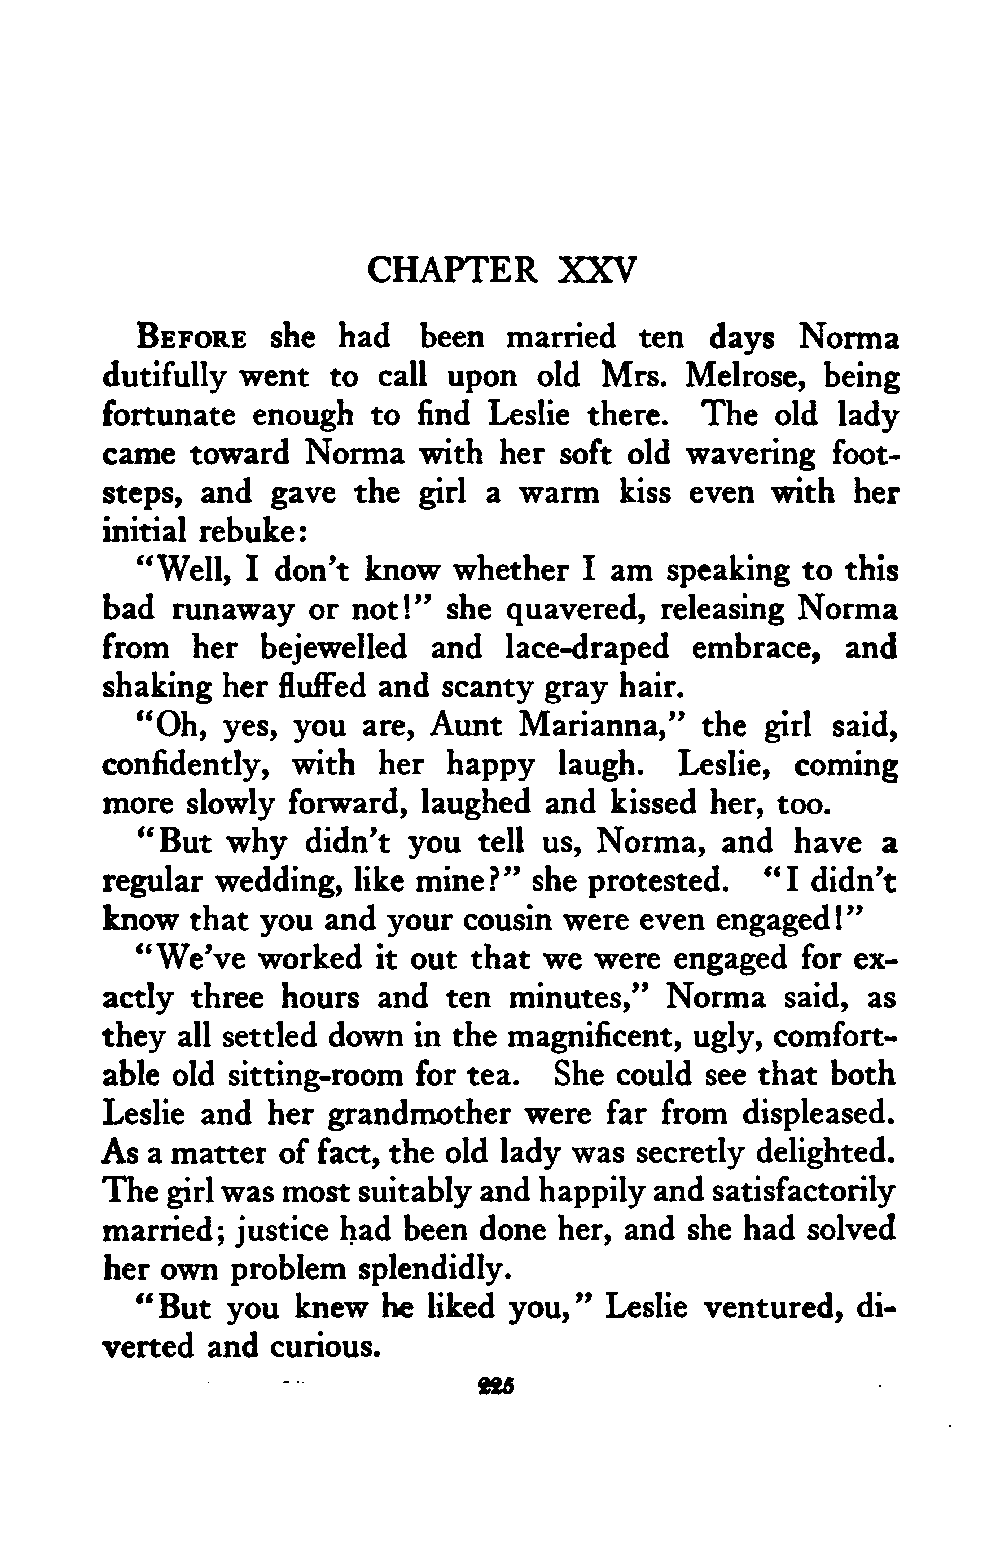 CHAPTER XXV
BEFORE she had been married ten days Norma
dutifully went to call upon old Mrs. Melrose, being
fortunate enough to find Leslie there. The old lady
came toward Norma with her soft old wavering foot-
steps, and gave the girl a warm kiss even with her
initial rebuke:
“Well, I don’t know whether I am speaking to this
bad runaway or not!” she quavered, releasing Norma
from her bejewelled and lace-draped embrace, and
shaking her fluffed and scanty gray hair.
“Oh, yes, you are, Aunt Marianna,” the girl said,
confidently, with her happy laugh. Leslie, coming
more slowly forward, laughed and kissed her, too.
“But why didn’t you tell us, Norma, and have a
regular wedding, like mine?” she protested. “I didn’t
know that you and your cousin were even engaged!”
“We’ve worked it out that we were engaged for ex-
actly three hours and ten minutes,” Norma said, as
they all settled down in the magnificent, ugly, comfort-
able old sitting-room for tea. She could see that both
Leslie and her grandmother were far from displeased.
As a matter of fact, the old lady was secretly delighted.
The girl was most suitably and happily and satisfactorily
married; justice had been done her, and she had solved
her own problem splendidly.
“But you knew he liked you,” Leslie ventured, di-
verted and curious.
225